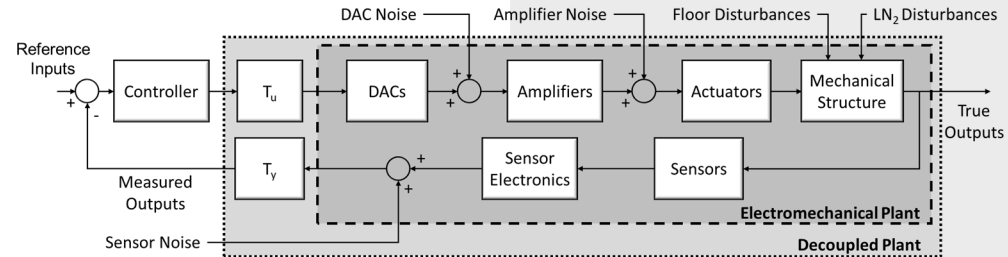 DAC Noise
Amplifier Noise
Floor Disturbances
LN2 Disturbances
Reference
Inputs
+
-
Controller
Tu
DACs
+
+
Amplifiers
+
+
Actuators
Mechanical
Structure
True
Outputs
Measured
Outputs
Ty
+
+
Sensor
Electronics
Sensors
Electromechanical Plant
Sensor Noise
Decoupled Plant